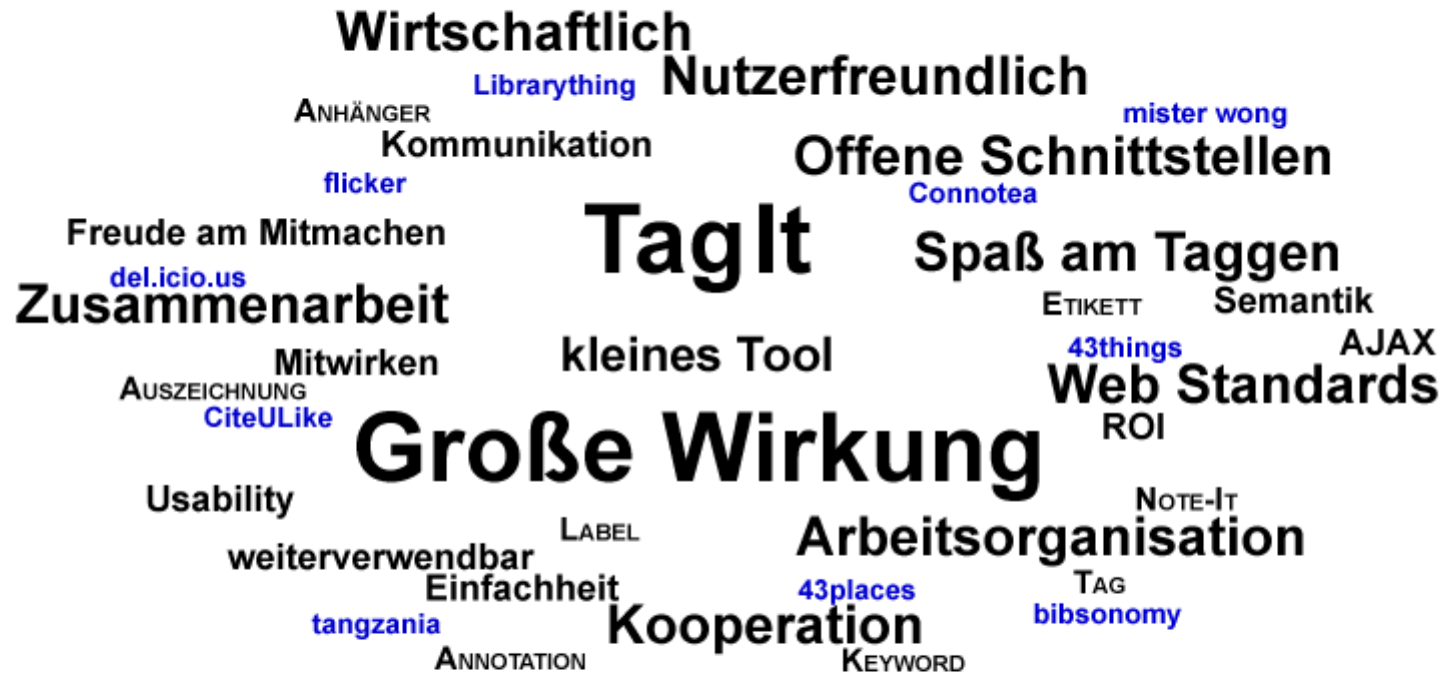 Wirtschaftlich
Nutzerfreundlich
Librarything
ANHÄNGER
mister wong
Kommunikation
Offene Schnittstellen
flicker
Connotea
Freude am Mitmachen
TagIt
Spaß am Taggen
del.icio.us
Zusammenarbeit
ETIKETT
Semantik
43things
AJAX
Mitwirken
kleines Tool
AUSZEICHNUNG
Web Standards
CiteULike
ROI
Große Wirkung
Usability
NOTE-IT
LABEL
Arbeitsorganisation
weiterverwendbar
Einfachheit
43places
TAG
tangzania
Kooperation
bibsonomy
ANNOTATION
KEYWORD